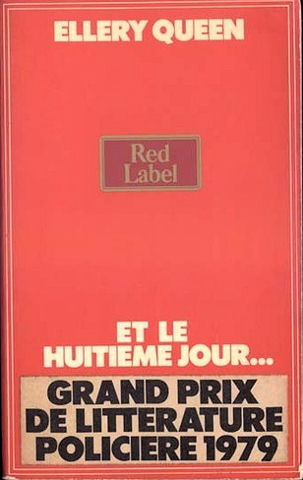 ELLERY QUEEN
Red
Label
ET LE
HUITIEME JOUR...
GRAND PRIX
DE LITTERATURE
POLICIERE 1979